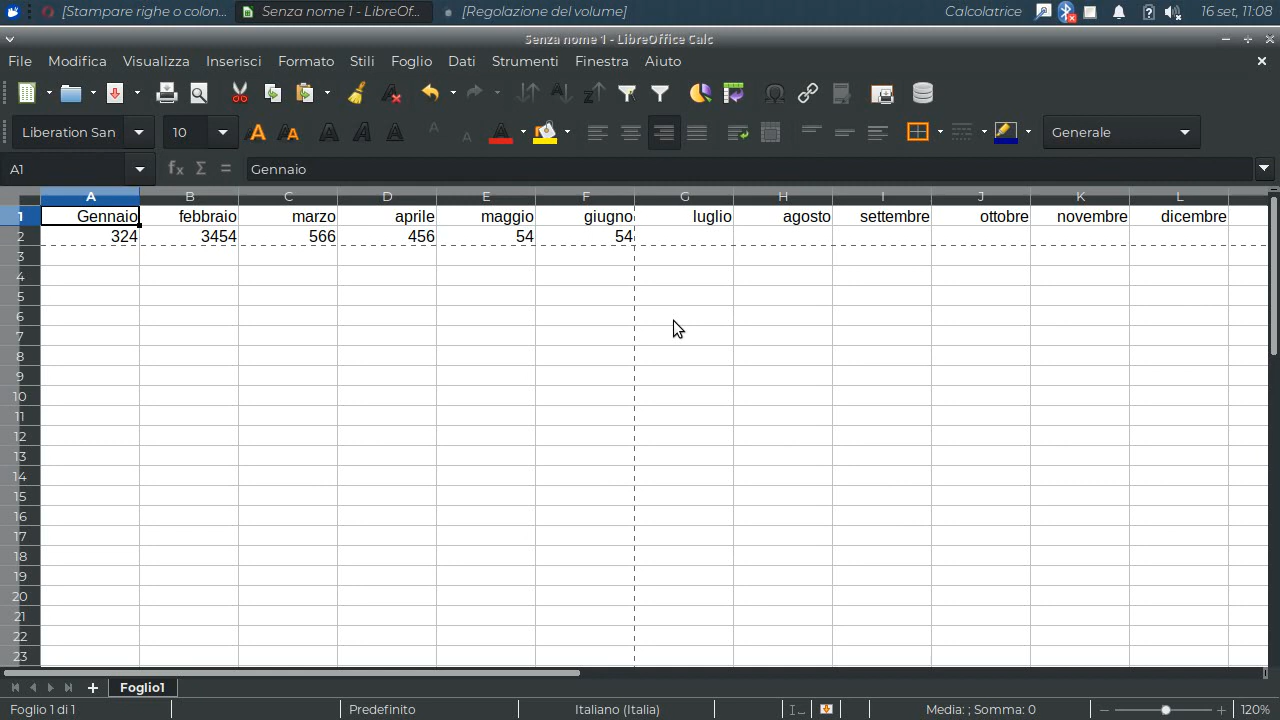 [Stampare righe o colon...
Senza nome 1 - LibreOf...
[Regolazione del volume]
Calcolatrice
16 set, 11:08
Senza nome 1 - LibreOffice Calc
File Modifica Visualizza Inserisci Formato Stili Foglio Dati Strumenti Finestra Aiuto
Liberation San 10 Generale
A1 Gennaio
A B C D E F G H I J K L
1 Gennaio febbraio marzo aprile maggio giugno luglio agosto settembre ottobre novembre dicembre
2 324 3454 566 456 54 54
3
4
5
6
7
8
9
10
11
12
13
14
15
16
17
18
19
20
21
22
23
Foglio1
Foglio 1 di 1 Predefinito Italiano (Italia) Media: ; Somma: 0 120%